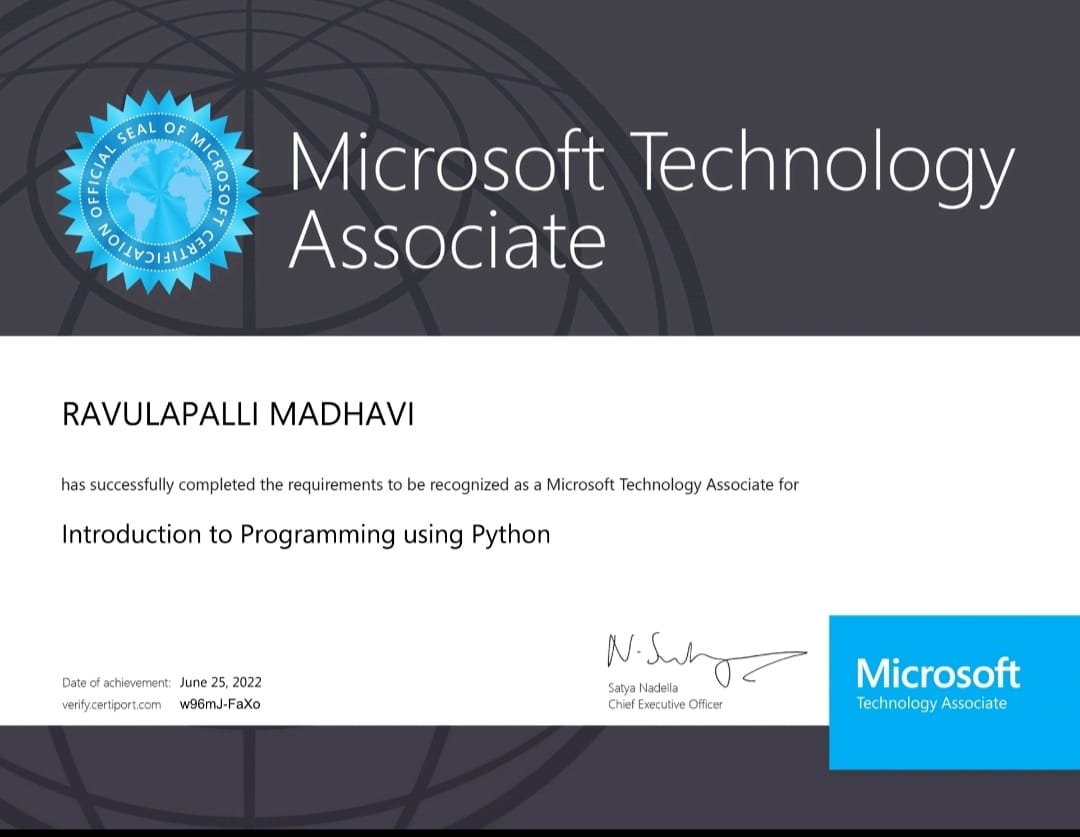 OFFICIAL SEAL OF MICROSOFT CERTIFICATION
Microsoft Technology
Associate
RAVULAPALLI MADHAVI
has successfully completed the requirements to be recognized as a Microsoft Technology Associate for
Introduction to Programming using Python
Date of achievement: June 25, 2022
verify.certiport.com w96mJ-FaXo
Satya Nadella
Chief Executive Officer
Microsoft
Technology Associate